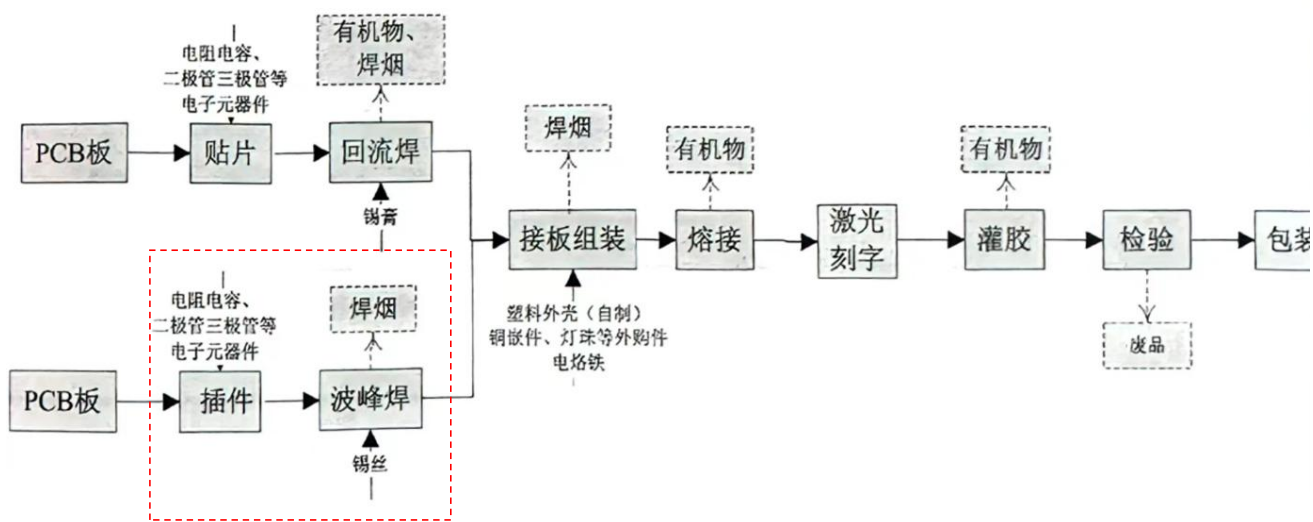 电阻电容、
二极管三极管等
电子元器件
有机物、
焊烟
PCB板
贴片
回流焊
锡膏
焊烟
有机物
有机物
接板组装
熔接
激光
刻字
灌胶
检验
包装
塑料外壳（自制）
铜嵌件、灯珠等外购件
电烙铁
废品
电阻电容、
二极管三极管等
电子元器件
焊烟
PCB板
插件
波峰焊
锡丝